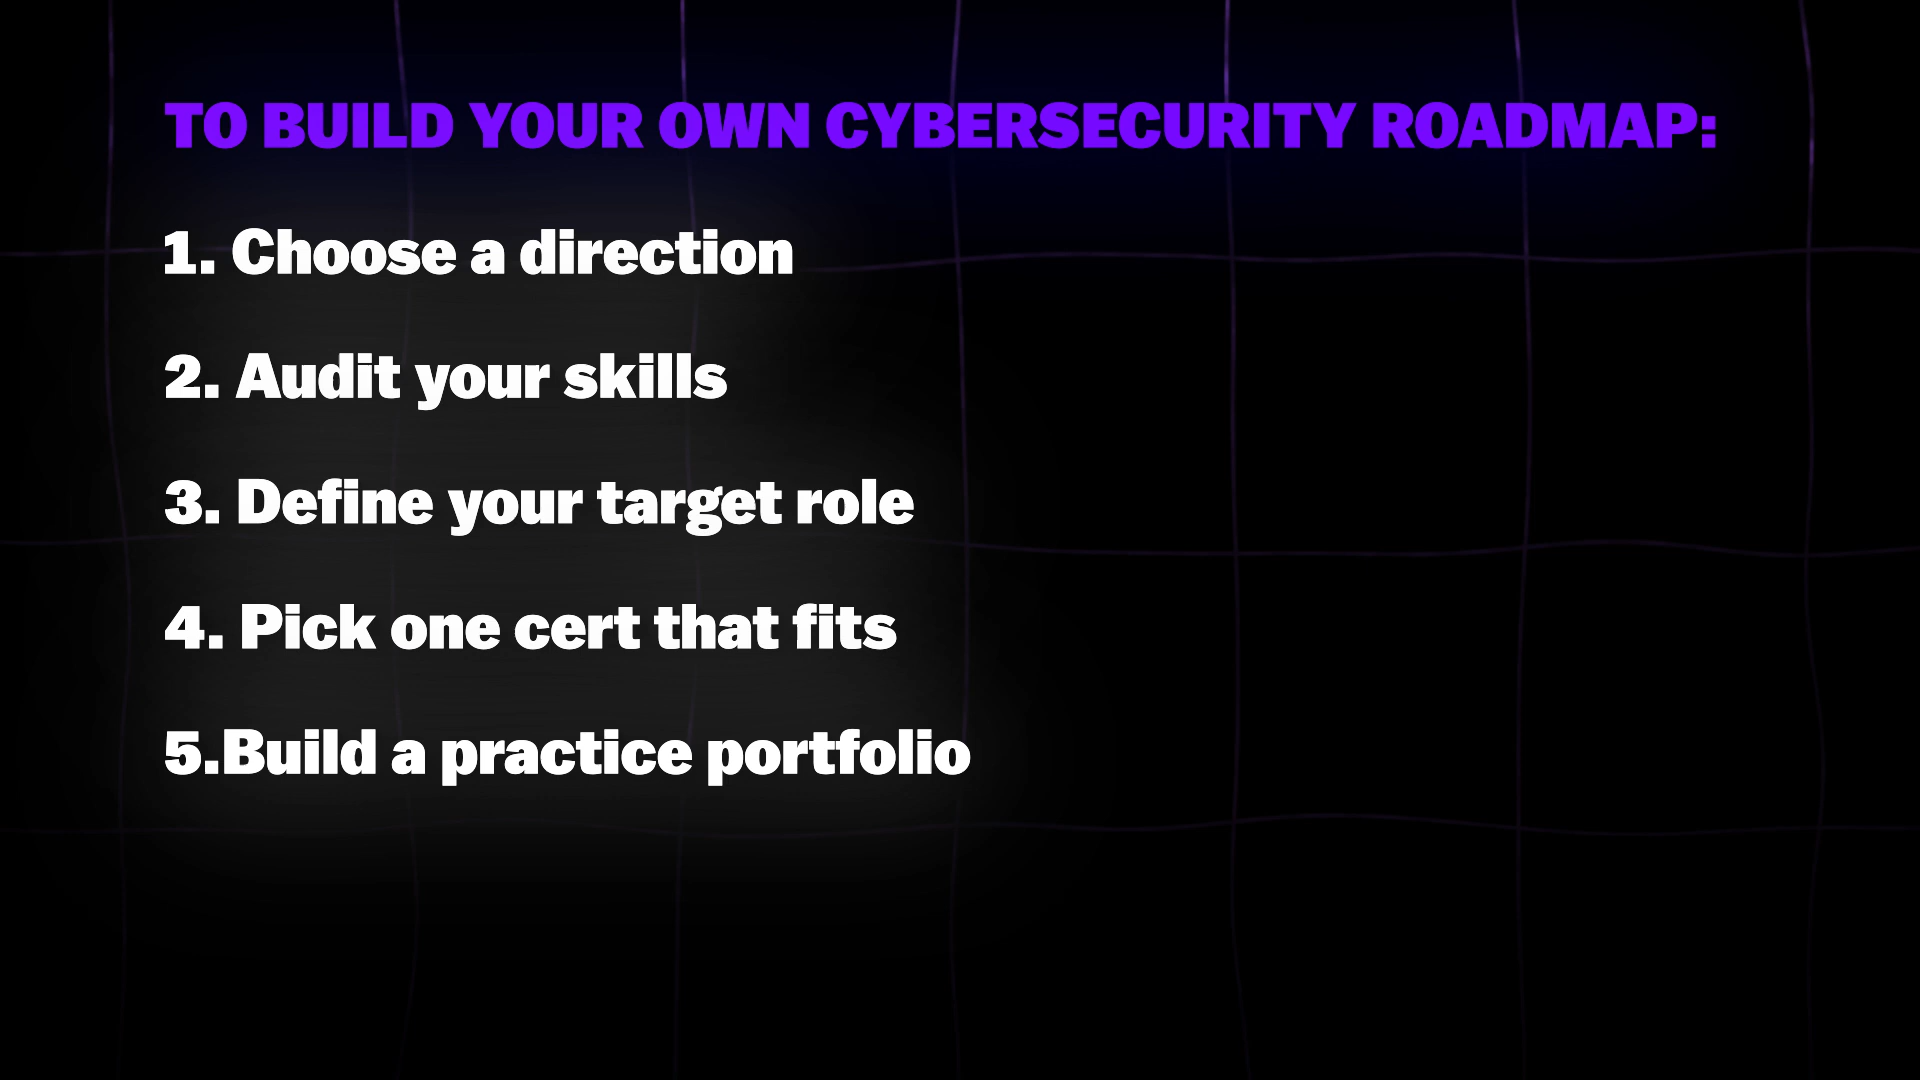 TO BUILD YOUR OWN CYBERSECURITY ROADMAP:
1. Choose a direction
2. Audit your skills
3. Define your target role
4. Pick one cert that fits
5.Build a practice portfolio